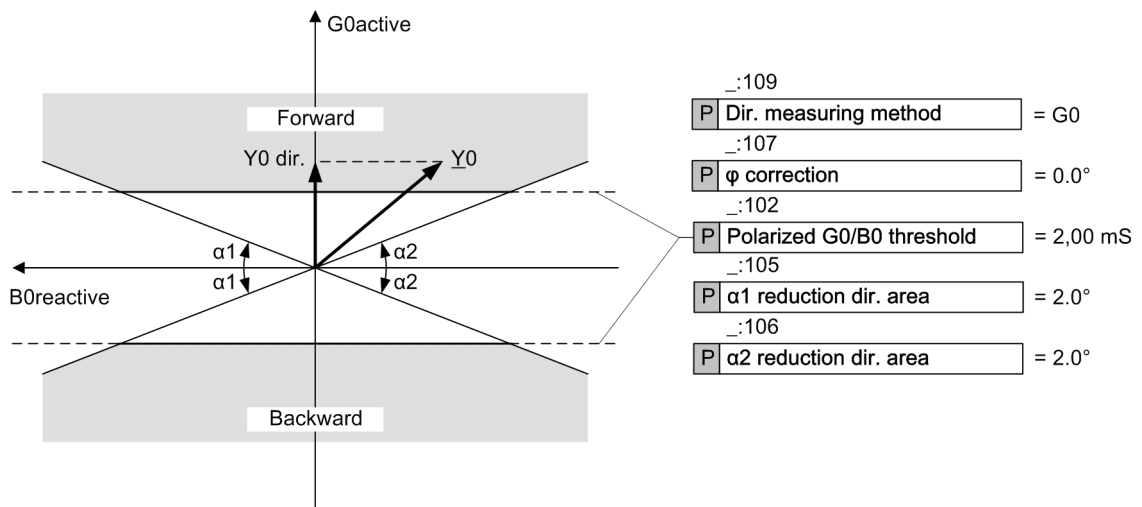 G0active
Forward
Y0 dir.
Y0
α1
α2
α1
α2
B0reactive
Backward
_:109
P Dir. measuring method = G0
_:107
P φ correction = 0.0°
_:102
P Polarized G0/B0 threshold = 2,00 mS
_:105
P α1 reduction dir. area = 2.0°
_:106
P α2 reduction dir. area = 2.0°